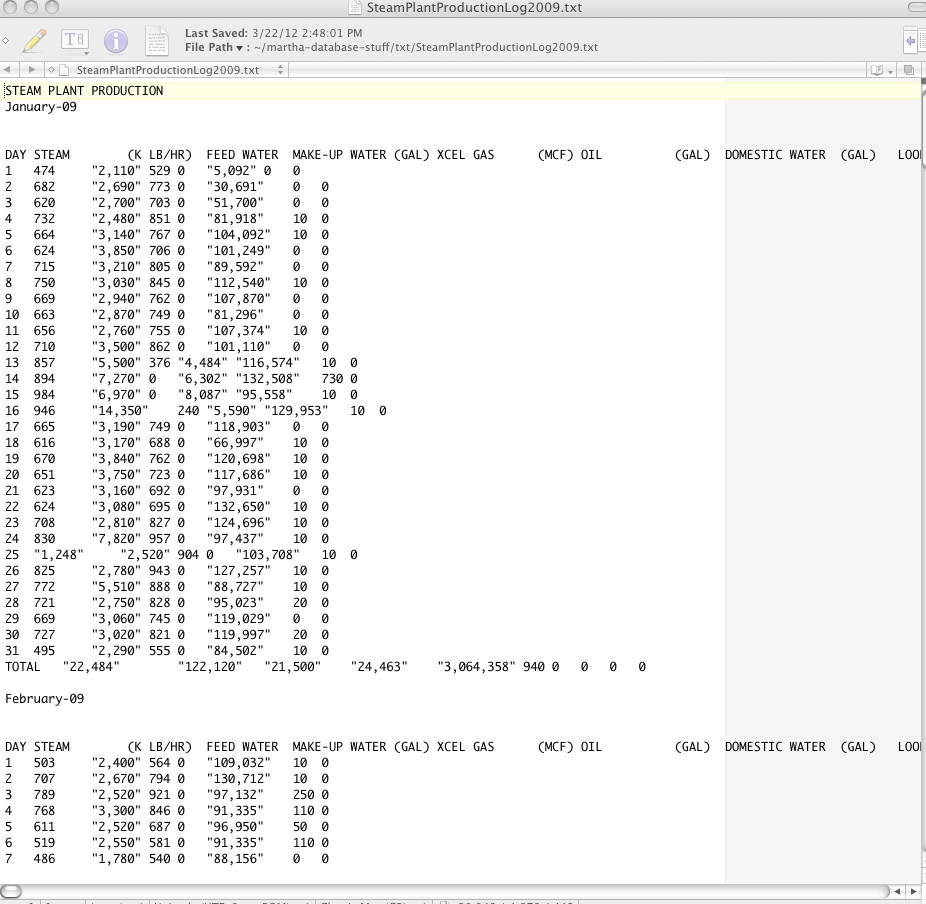 SteamPlantProductionLog2009.txt
Last Saved: 3/22/12 2:48:01 PM
File Path ▾ : ~/martha-database-stuff/txt/SteamPlantProductionLog2009.txt
SteamPlantProductionLog2009.txt
STEAM PLANT PRODUCTION
January-09
DAY STEAM (K LB/HR) FEED WATER MAKE-UP WATER (GAL) XCEL GAS (MCF) OIL (GAL) DOMESTIC WATER (GAL) LOO
1 474 "2,110" 529 0 "5,092" 0 0
2 682 "2,690" 773 0 "30,691" 0 0
3 620 "2,700" 703 0 "51,700" 0 0
4 732 "2,480" 851 0 "81,918" 10 0
5 664 "3,140" 767 0 "104,092" 10 0
6 624 "3,850" 706 0 "101,249" 0 0
7 715 "3,210" 805 0 "89,592" 0 0
8 750 "3,030" 845 0 "112,540" 10 0
9 669 "2,940" 762 0 "107,870" 0 0
10 663 "2,870" 749 0 "81,296" 0 0
11 656 "2,760" 755 0 "107,374" 10 0
12 710 "3,500" 862 0 "101,110" 0 0
13 857 "5,500" 376 "4,484" "116,574" 10 0
14 894 "7,270" 0 "6,302" "132,508" 730 0
15 984 "6,970" 0 "8,087" "95,558" 10 0
16 946 "14,350" 240 "5,590" "129,953" 10 0
17 665 "3,190" 749 0 "118,903" 0 0
18 616 "3,170" 688 0 "66,997" 10 0
19 670 "3,840" 762 0 "120,698" 10 0
20 651 "3,750" 723 0 "117,686" 10 0
21 623 "3,160" 692 0 "97,931" 0 0
22 624 "3,080" 695 0 "132,650" 10 0
23 708 "2,810" 827 0 "124,696" 10 0
24 830 "7,820" 957 0 "97,437" 10 0
25 "1,248" "2,520" 904 0 "103,708" 10 0
26 825 "2,780" 943 0 "127,257" 10 0
27 772 "5,510" 888 0 "88,727" 10 0
28 721 "2,750" 828 0 "95,023" 20 0
29 669 "3,060" 745 0 "119,029" 0 0
30 727 "3,020" 821 0 "119,997" 20 0
31 495 "2,290" 555 0 "84,502" 10 0
TOTAL "22,484" "122,120" "21,500" "24,463" "3,064,358" 940 0 0 0 0
February-09
DAY STEAM (K LB/HR) FEED WATER MAKE-UP WATER (GAL) XCEL GAS (MCF) OIL (GAL) DOMESTIC WATER (GAL) LOO
1 503 "2,400" 564 0 "109,032" 10 0
2 707 "2,670" 794 0 "130,712" 10 0
3 789 "2,520" 921 0 "97,132" 250 0
4 768 "3,300" 846 0 "91,335" 110 0
5 611 "2,520" 687 0 "96,950" 50 0
6 519 "2,550" 581 0 "91,335" 110 0
7 486 "1,780" 540 0 "88,156" 0 0